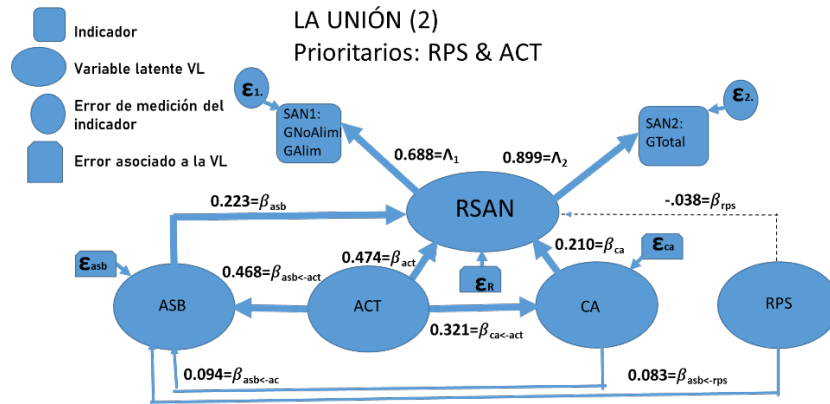 LA UNIÓN (2)
Prioritarios: RPS & ACT
Indicador
Variable latente VL
Error de medición del
indicador
Error asociado a la VL
ε1.
SAN1:
GNoAliml
GAlim
ε2.
SAN2:
GTotal
0.688=Λ1
0.899=Λ2
RSAN
0.223=βasb
-.038=βrps
εasb
0.468=βasb<-act
0.474=βact
εR
0.210=βca
εca
ASB
ACT
CA
RPS
0.321=βca<-act
0.094=βasb<-ac
0.083=βasb<-rps